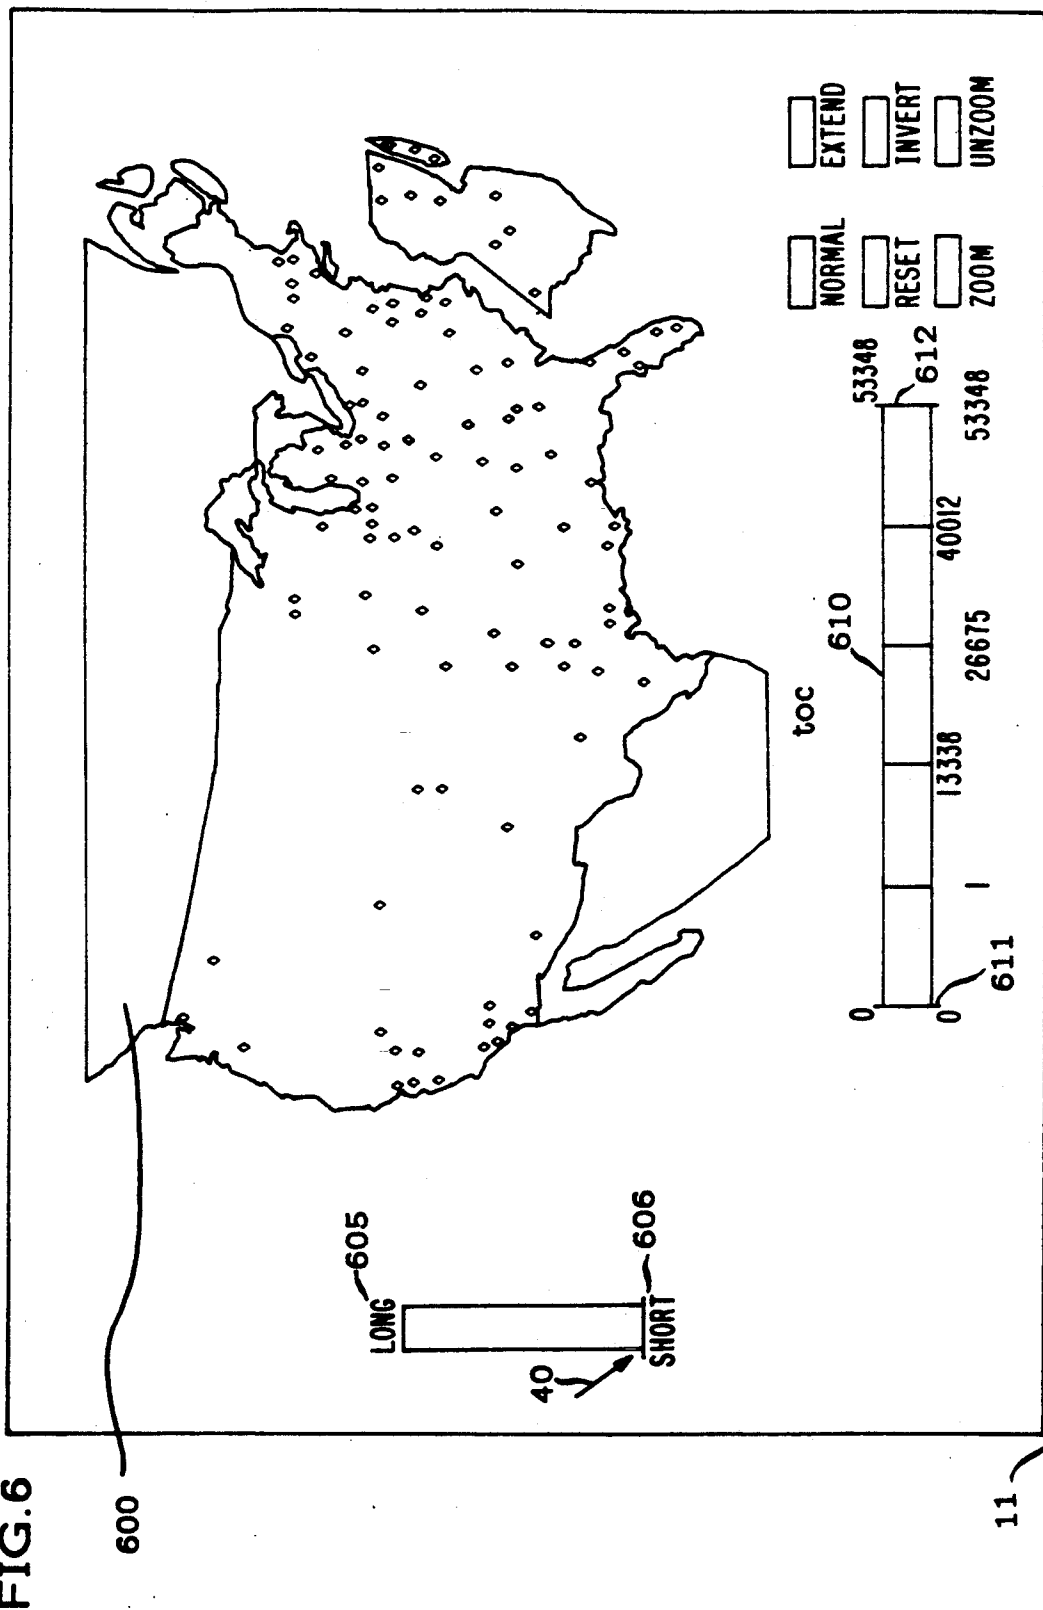 FIG.6
600
LONG
605
40
SHORT
606
toc
610
0
53348
612
0
1
13338
26675
40012
53348
611
NORMAL
EXTEND
RESET
INVERT
ZOOM
UNZOOM
11